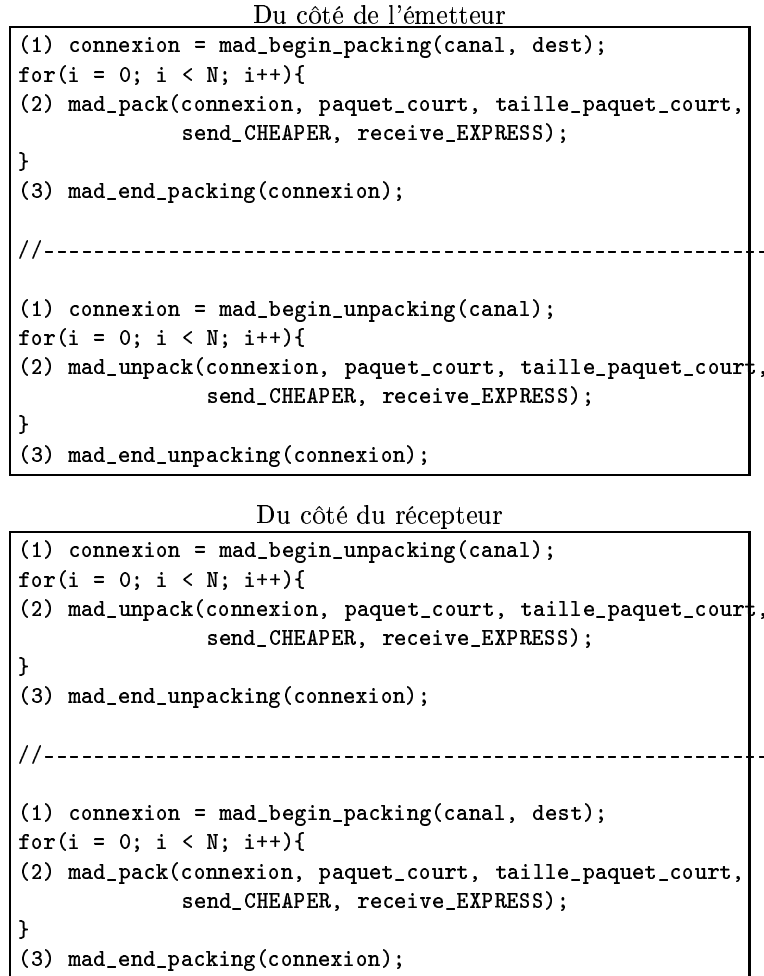 Du côté de l'émetteur
(1) connexion = mad_begin_packing(canal, dest);
for(i = 0; i < N; i++){
(2) mad_pack(connexion, paquet_court, taille_paquet_court,
send_CHEAPER, receive_EXPRESS);
}
(3) mad_end_packing(connexion);
//----------------------------------------------------------
(1) connexion = mad_begin_unpacking(canal);
for(i = 0; i < N; i++){
(2) mad_unpack(connexion, paquet_court, taille_paquet_court,
send_CHEAPER, receive_EXPRESS);
}
(3) mad_end_unpacking(connexion);
Du côté du récepteur
(1) connexion = mad_begin_unpacking(canal);
for(i = 0; i < N; i++){
(2) mad_unpack(connexion, paquet_court, taille_paquet_court,
send_CHEAPER, receive_EXPRESS);
}
(3) mad_end_unpacking(connexion);
//----------------------------------------------------------
(1) connexion = mad_begin_packing(canal, dest);
for(i = 0; i < N; i++){
(2) mad_pack(connexion, paquet_court, taille_paquet_court,
send_CHEAPER, receive_EXPRESS);
}
(3) mad_end_packing(connexion);